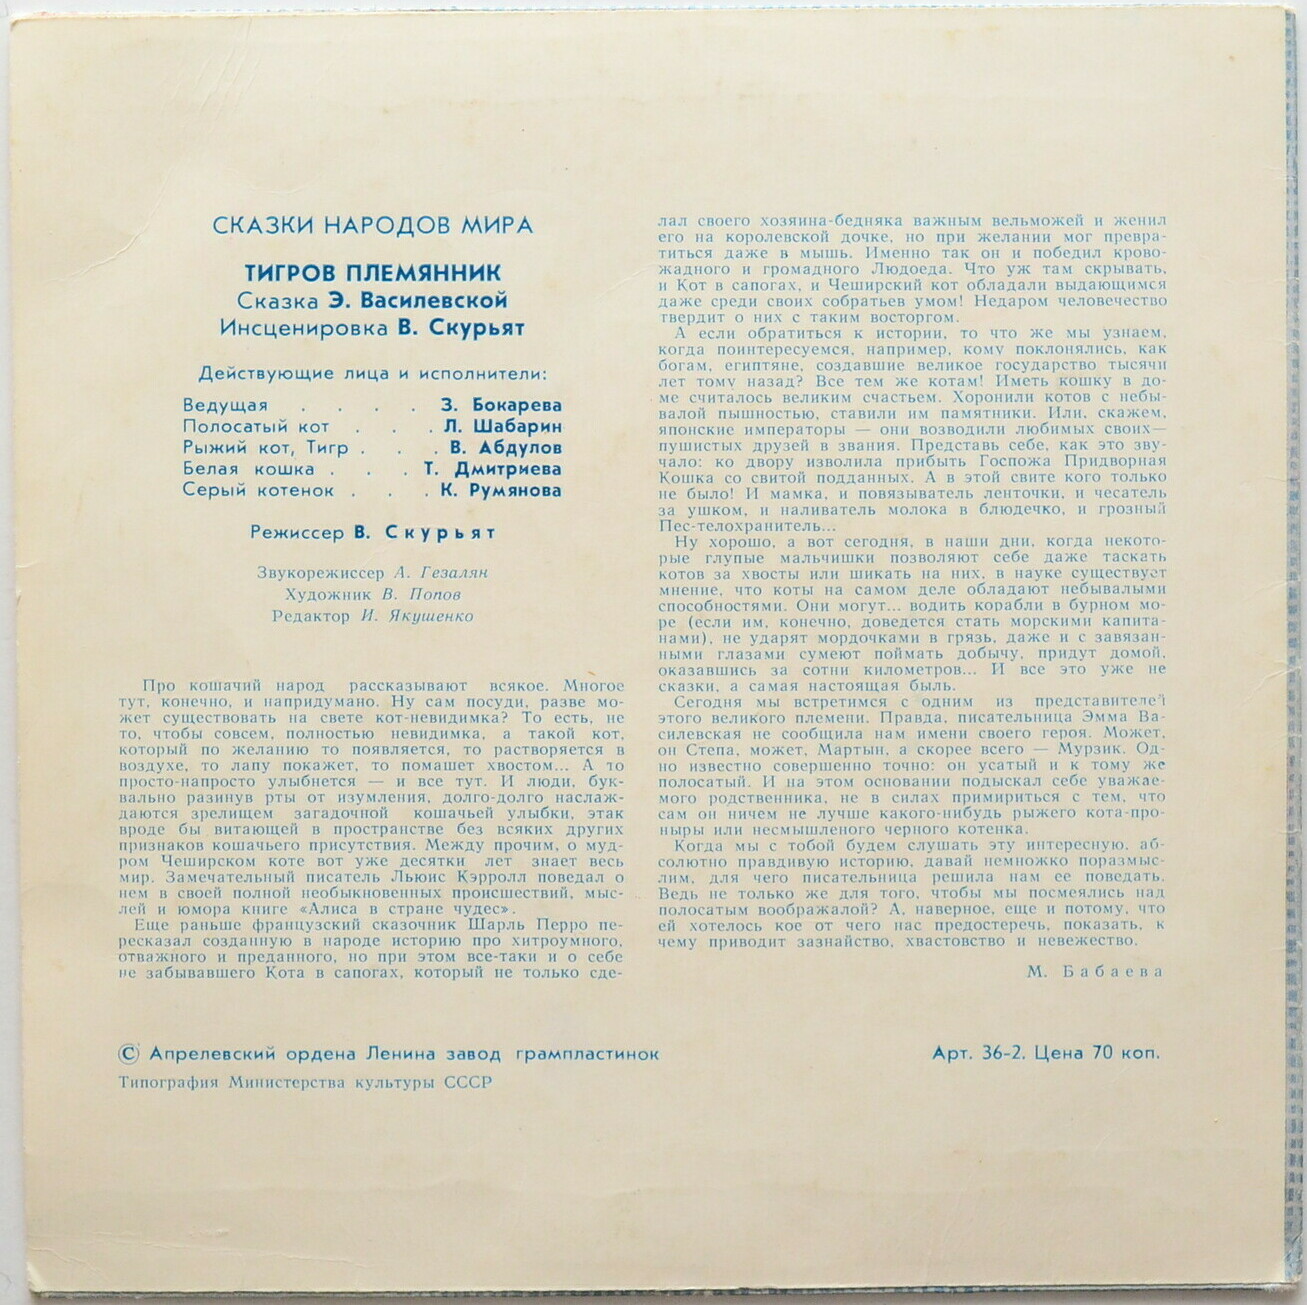 СКАЗКИ НАРОДОВ МИРА
ТИГРОВ ПЛЕМЯННИК
Сказка Э. Василевской
Инсценировка В. Скурьят
Действующие лица и исполнители:
Ведущая . . . . З. Бокарева
Полосатый кот . . . Л. Шабарин
Рыжий кот, Тигр . . . В. Абдулов
Белая кошка . . . Т. Дмитриева
Серый котенок . . . К. Румянова
Режиссер В. Скурьят
Звукорежиссер А. Гезалян
Художник В. Попов
Редактор И. Якушенко
Про кошачий народ рассказывают всякое. Многое
тут, конечно, и напридумано. Ну сам посуди, разве мо-
жет существовать на свете кот-невидимка? То есть, не
то, чтобы совсем, полностью невидимка, а такой кот,
который по желанию то появляется, то растворяется в
воздухе, то лапу покажет, то помашет хвостом... А то
просто-напросто улыбнется — и все тут. И люди, бук-
вально разинув рты от изумления, долго-долго наслаж-
даются зрелищем загадочной кошачьей улыбки, этак
вроде бы витающей в пространстве без всяких других
признаков кошачьего присутствия. Между прочим, о муд-
ром Чеширском коте вот уже десятки лет знает весь
мир. Замечательный писатель Льюис Кэрролл поведал о
нем в своей полной необыкновенных происшествий, мыс-
лей и юмора книге «Алиса в стране чудес».
Еще раньше французский сказочник Шарль Перро пе-
ресказал созданную в народе историю про хитроумного,
отважного и преданного, но при этом все-таки и о себе
не забывавшего Кота в сапогах, который не только сде-
лал своего хозяина-бедняка важным вельможей и женил
его на королевской дочке, но при желании мог превра-
титься даже в мышь. Именно так он и победил крово-
жадного и громадного Людоеда. Что уж там скрывать,
и Кот в сапогах, и Чеширский кот обладали выдающимся
даже среди своих собратьев умом! Недаром человечество
твердит о них с таким восторгом.
А если обратиться к истории, то что же мы узнаем,
когда поинтересуемся, например, кому поклонялись, как
богам, египтяне, создавшие великое государство тысячи
лет тому назад? Все тем же котам! Иметь кошку в до-
ме считалось великим счастьем. Хоронили котов с небы-
валой пышностью, ставили им памятники. Или, скажем,
японские императоры — они возводили любимых своих—
пушистых друзей в звания. Представь себе, как это зву-
чало: ко двору изволила прибыть Госпожа Придворная
Кошка со свитой подданных. А в этой свите кого только
не было! И мамка, и повязыватель ленточки, и чесатель
за ушком, и наливатель молока в блюдечко, и грозный
Пес-телохранитель...
Ну хорошо, а вот сегодня, в наши дни, когда некото-
рые глупые мальчишки позволяют себе даже таскать
котов за хвосты или шикать на них, в науке существует
мнение, что коты на самом деле обладают небывалыми
способностями. Они могут... водить корабли в бурном мо-
ре (если им, конечно, доведется стать морскими капита-
нами), не ударят мордочками в грязь, даже и с завязан-
ными глазами сумеют поймать добычу, придут домой,
оказавшись за сотни километров... И все это уже не
сказки, а самая настоящая быль.
Сегодня мы встретимся с одним из представителей
этого великого племени. Правда, писательница Эмма Ва-
силевская не сообщила нам имени своего героя. Может,
он Степа, может, Мартын, а скорее всего — Мурзик. Од-
но известно совершенно точно: он усатый и к тому же
полосатый. И на этом основании подыскал себе уважае-
мого родственника, не в силах примириться с тем, что
сам он ничем не лучше какого-нибудь рыжего кота-про-
ныры или несмышленого черного котенка.
Когда мы с тобой будем слушать эту интересную, аб-
солютно правдивую историю, давай немножко поразмыс-
лим, для чего писательница решила нам ее поведать.
Ведь не только же для того, чтобы мы посмеялись над
полосатым воображалой? А, наверное, еще и потому, что
ей хотелось кое от чего нас предостеречь, показать, к
чему приводит зазнайство, хвастовство и невежество.
М. Бабаева
© Апрелевский ордена Ленина завод грампластинок
Арт. 36-2. Цена 70 коп.
Типография Министерства культуры СССР